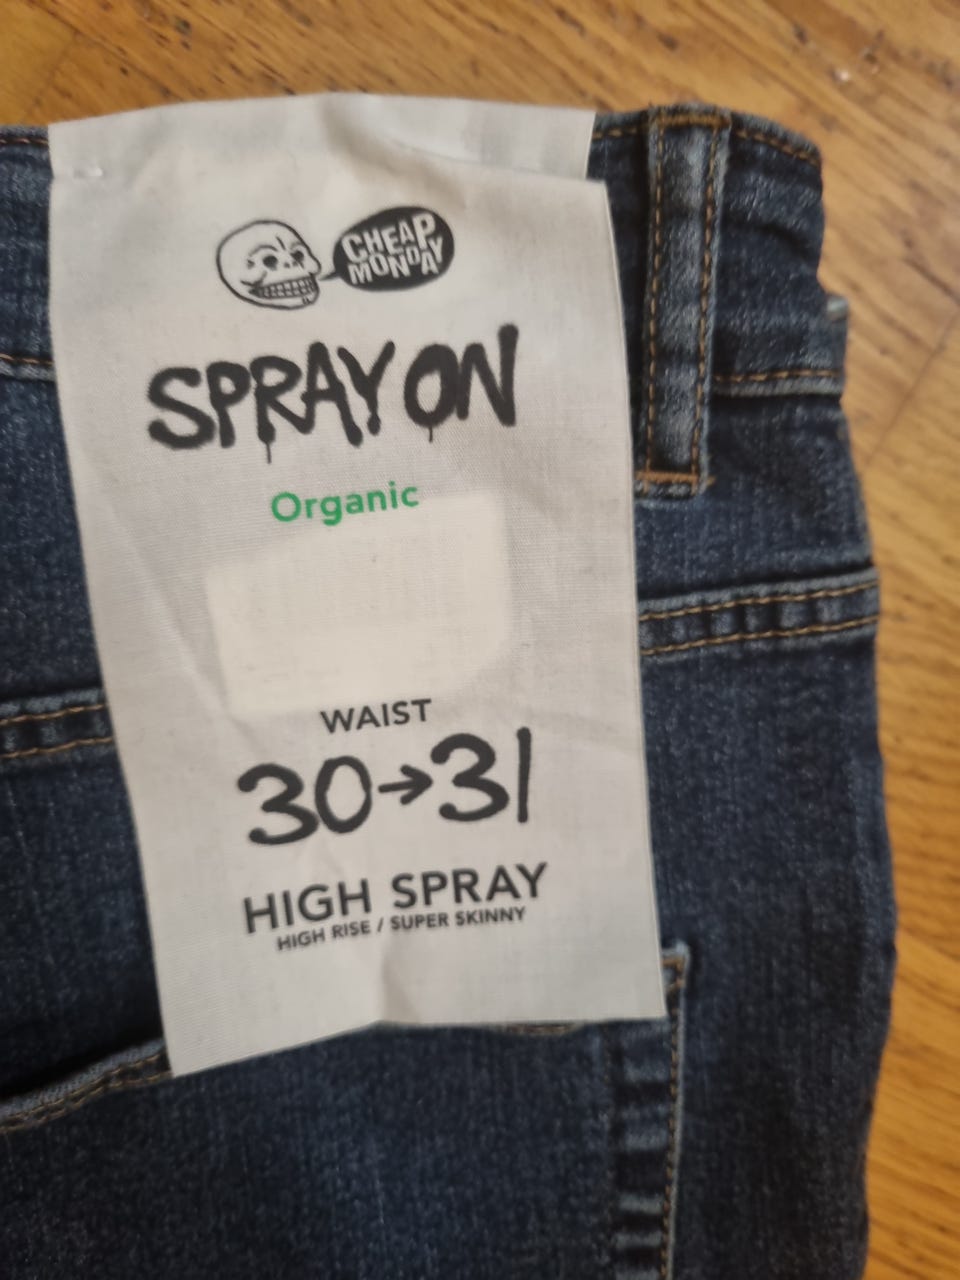 CHEAP
MONDAY
SPRAY ON
Organic
WAIST
30→31
HIGH SPRAY
HIGH RISE / SUPER SKINNY